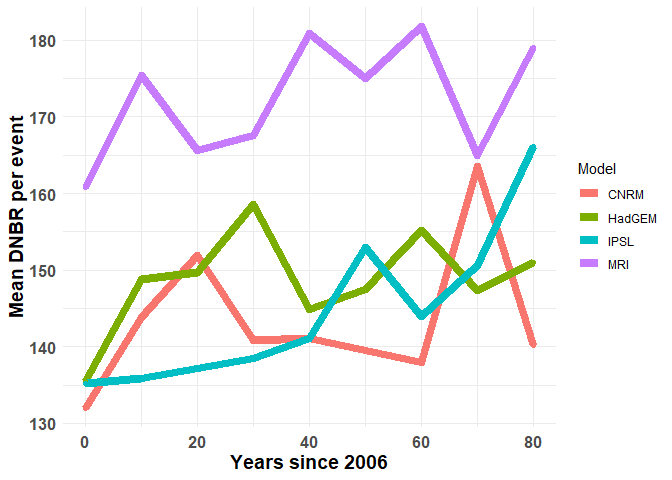 180
170
160
150
140
130
Mean DNBR per event
0 20 40 60 80
Years since 2006
Model
CNRM
HadGEM
IPSL
MRI